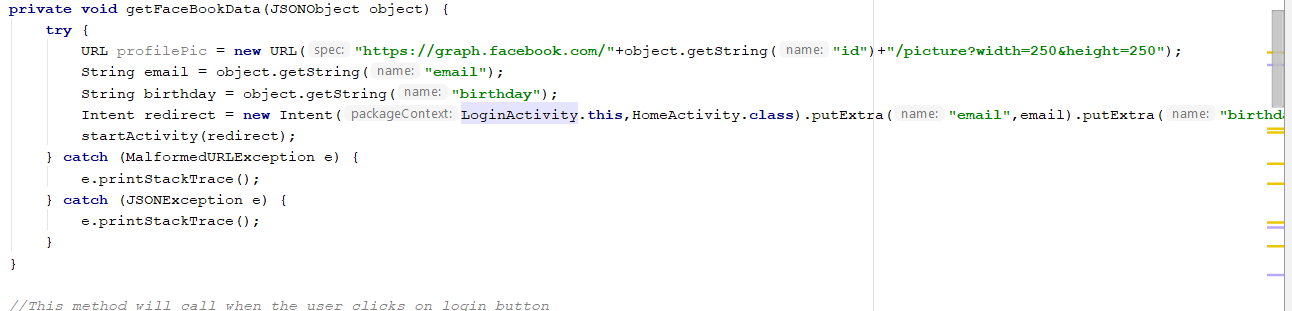 private void getFaceBookData(JSONObject object) {
try {
URL profilePic = new URL( spec: "https://graph.facebook.com/"+object.getString( name: "id")+"/picture?width=250&height=250");
String email = object.getString( name: "email");
String birthday = object.getString( name: "birthday");
Intent redirect = new Intent( packageContext: LoginActivity.this,HomeActivity.class).putExtra( name: "email",email).putExtra( name: "birthd
startActivity(redirect);
} catch (MalformedURLException e) {
e.printStackTrace();
} catch (JSONException e) {
e.printStackTrace();
}
}
//This method will call when the user clicks on login button